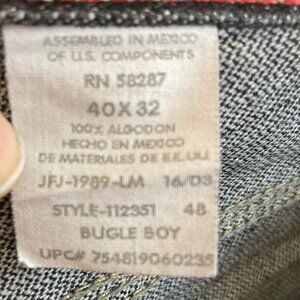 ASSEMBLED IN MEXICO
OF U.S. COMPONENTS
RN 58287
40X32
100% ALGODON
HECHO EN MEXICO
DE MATERIALES DE E.E.U.U.
JFJ-1989-LM 16/03
STYLE-112351 48
BUGLE BOY
UPC# 754819060235